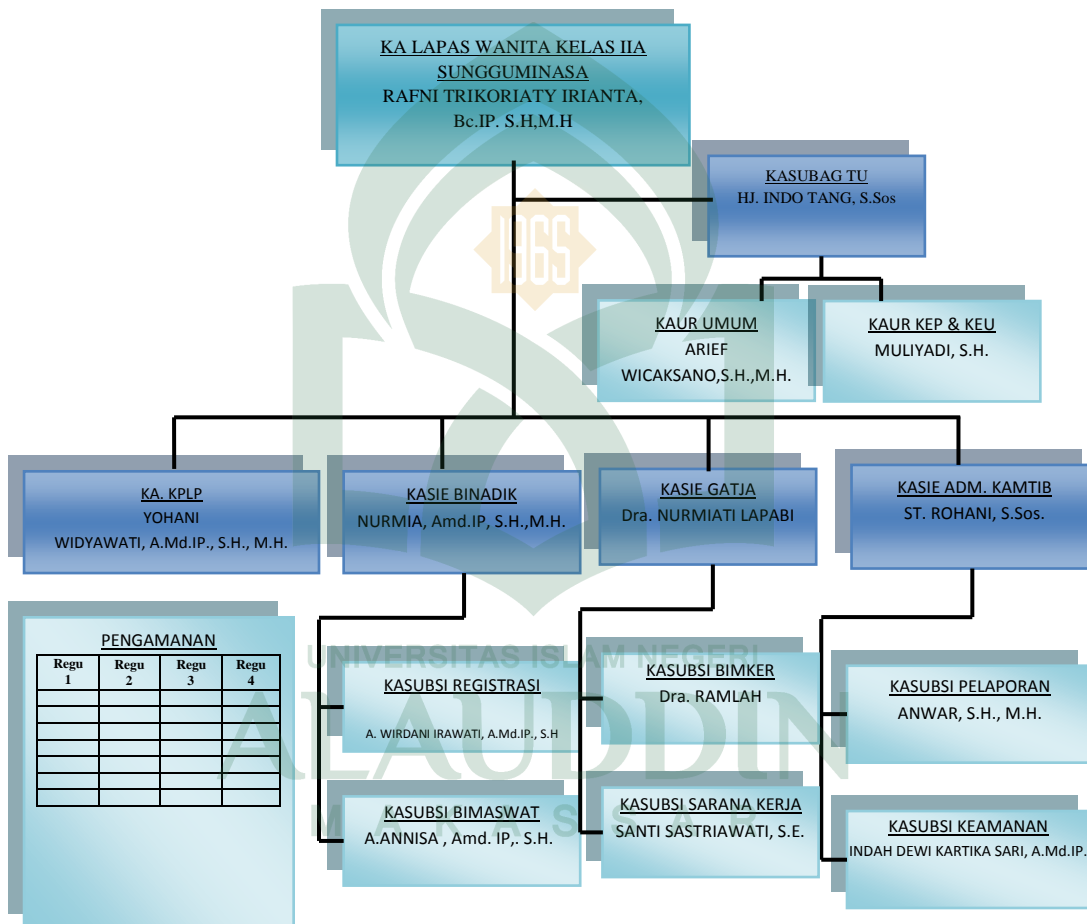 KA LAPAS WANITA KELAS IIA
SUNGGUMINASA
RAFNI TRIKORIATY IRIANTA,
Bc.IP. S.H,M.H
KASUBAG TU
HJ. INDO TANG, S.Sos
1965
KAUR UMUM
ARIEF
WICAKSANO,S.H.,M.H.
KAUR KEP & KEU
MULIYADI, S.H.
KA. KPLP
YOHANI
WIDYAWATI, A.Md.IP., S.H., M.H.
KASIE BINADIK
NURMIA, Amd.IP, S.H.,M.H.
KASIE GATJA
Dra. NURMIATI LAPABI
KASIE ADM. KAMTIB
ST. ROHANI, S.Sos.
PENGAMANAN
Regu 1 Regu 2 Regu 3 Regu 4
UNIVERSITAS ISLAM NEGERI
ALAUDDIN
MAKASSAR
KASUBSI REGISTRASI
A. WIRDANI IRAWATI, A.Md.IP., S.H
KASUBSI BIMASWAT
A.ANNISA , Amd. IP,. S.H.
KASUBSI BIMKER
Dra. RAMLAH
KASUBSI SARANA KERJA
SANTI SASTRIAWATI, S.E.
KASUBSI PELAPORAN
ANWAR, S.H., M.H.
KASUBSI KEAMANAN
INDAH DEWI KARTIKA SARI, A.Md.IP.